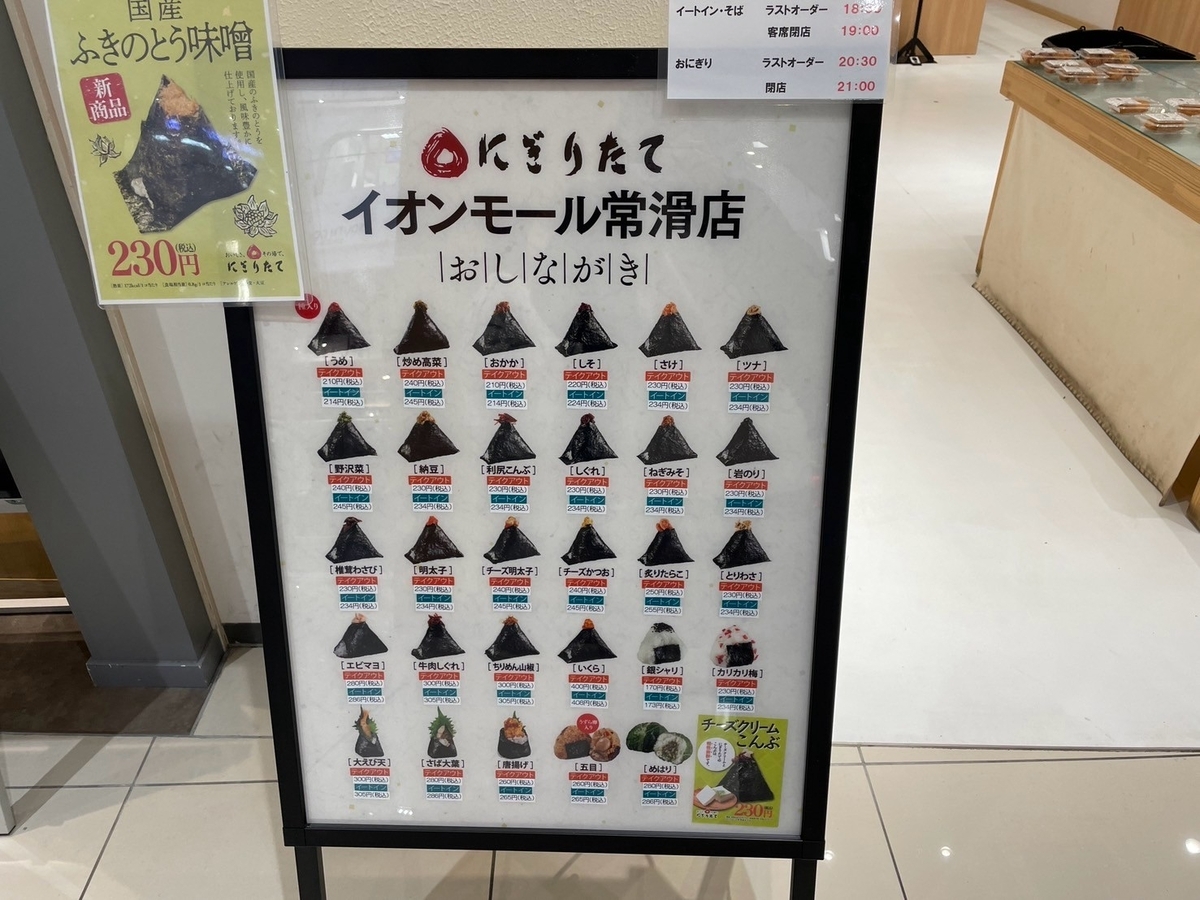 国産
ふきのとう味噌
新商品
国産のふきのとうを
使用し、風味豊かに
仕上げております。
230円
(税込)
にぎりたて
イートイン・そば ラストオーダー
客席閉店 19:00
おにぎり ラストオーダー 20:30
閉店 21:00
にぎりたて
イオンモール常滑店
おしながき
[うめ] [炒め高菜] [おかか] [しそ] [さけ] [ツナ]
テイクアウト テイクアウト テイクアウト テイクアウト テイクアウト テイクアウト
210円(税込) 240円(税込) 210円(税込) 220円(税込) 230円(税込) 230円(税込)
イートイン イートイン イートイン イートイン イートイン イートイン
214円(税込) 245円(税込) 214円(税込) 224円(税込) 234円(税込) 234円(税込)
[野沢菜] [納豆] [利尻こんぶ] [しぐれ] [ねぎみそ] [岩のり]
テイクアウト テイクアウト テイクアウト テイクアウト テイクアウト テイクアウト
240円(税込) 230円(税込) 230円(税込) 230円(税込) 230円(税込) 230円(税込)
イートイン イートイン イートイン イートイン イートイン イートイン
245円(税込) 234円(税込) 234円(税込) 234円(税込) 234円(税込) 234円(税込)
[椎茸わさび] [明太子] [チーズ明太子] [チーズかつお] [炙りたらこ] [とりわさ]
テイクアウト テイクアウト テイクアウト テイクアウト テイクアウト テイクアウト
230円(税込) 230円(税込) 240円(税込) 240円(税込) 250円(税込) 230円(税込)
イートイン イートイン イートイン イートイン イートイン イートイン
234円(税込) 234円(税込) 245円(税込) 245円(税込) 255円(税込) 234円(税込)
[エビマヨ] [牛肉しぐれ] [ちりめん山椒] [いくら] [銀シャリ] [カリカリ梅]
テイクアウト テイクアウト テイクアウト テイクアウト テイクアウト テイクアウト
280円(税込) 300円(税込) 300円(税込) 400円(税込) 170円(税込) 230円(税込)
イートイン イートイン イートイン イートイン イートイン イートイン
286円(税込) 305円(税込) 305円(税込) 408円(税込) 173円(税込) 234円(税込)
[大えび天] [さば大葉] [唐揚げ] [五目] [めはり]
テイクアウト テイクアウト テイクアウト テイクアウト テイクアウト
300円(税込) 280円(税込) 260円(税込) 260円(税込) 280円(税込)
イートイン イートイン イートイン イートイン イートイン
305円(税込) 286円(税込) 265円(税込) 265円(税込) 286円(税込)
チーズクリーム
こんぶ
230円
にぎりたて